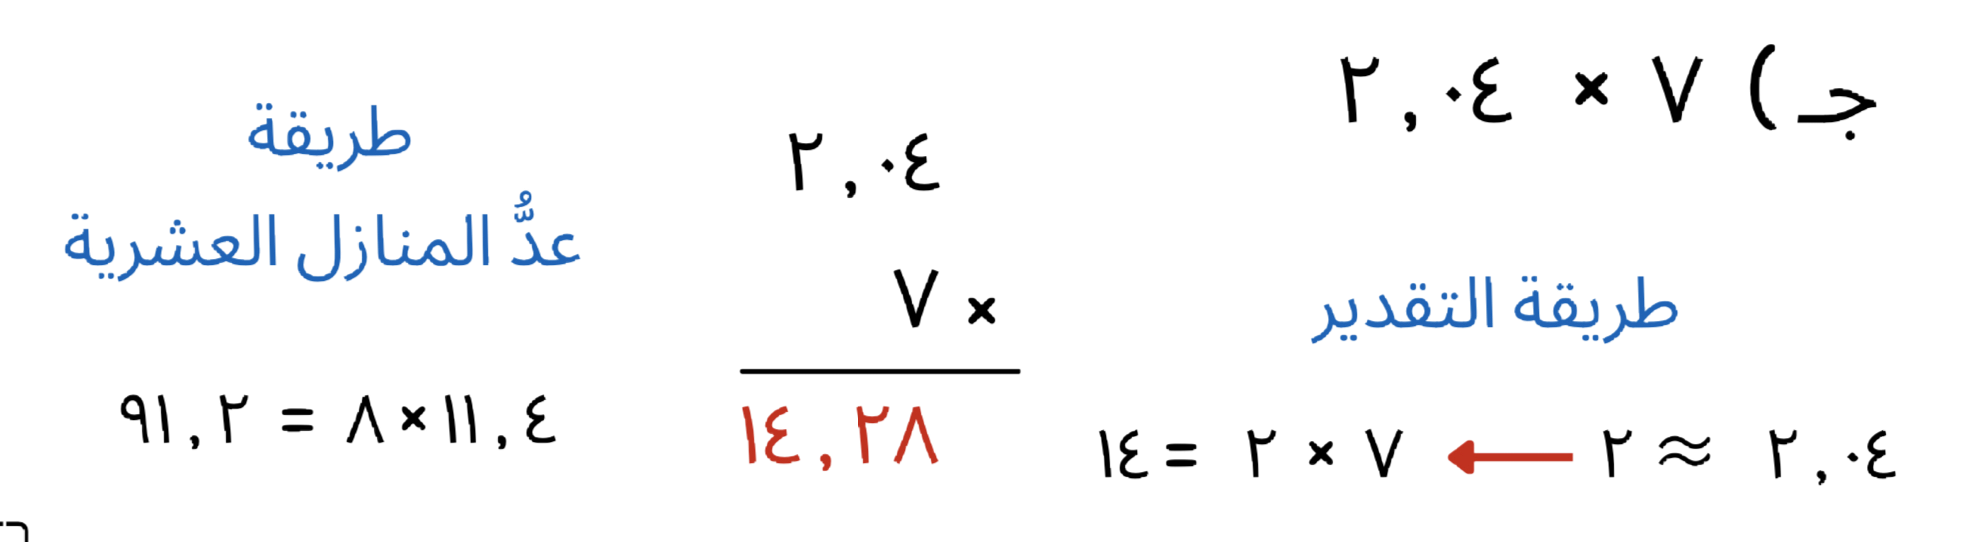 جـ) ٧ × ٢,٠٤
طريقة التقدير
٢,٠٤ ≈ ٢ ← ٧ × ٢ = ١٤
٢,٠٤
× ٧
١٤,٢٨
طريقة
عدُّ المنازل العشرية
١١,٤ × ٨ = ٩١,٢